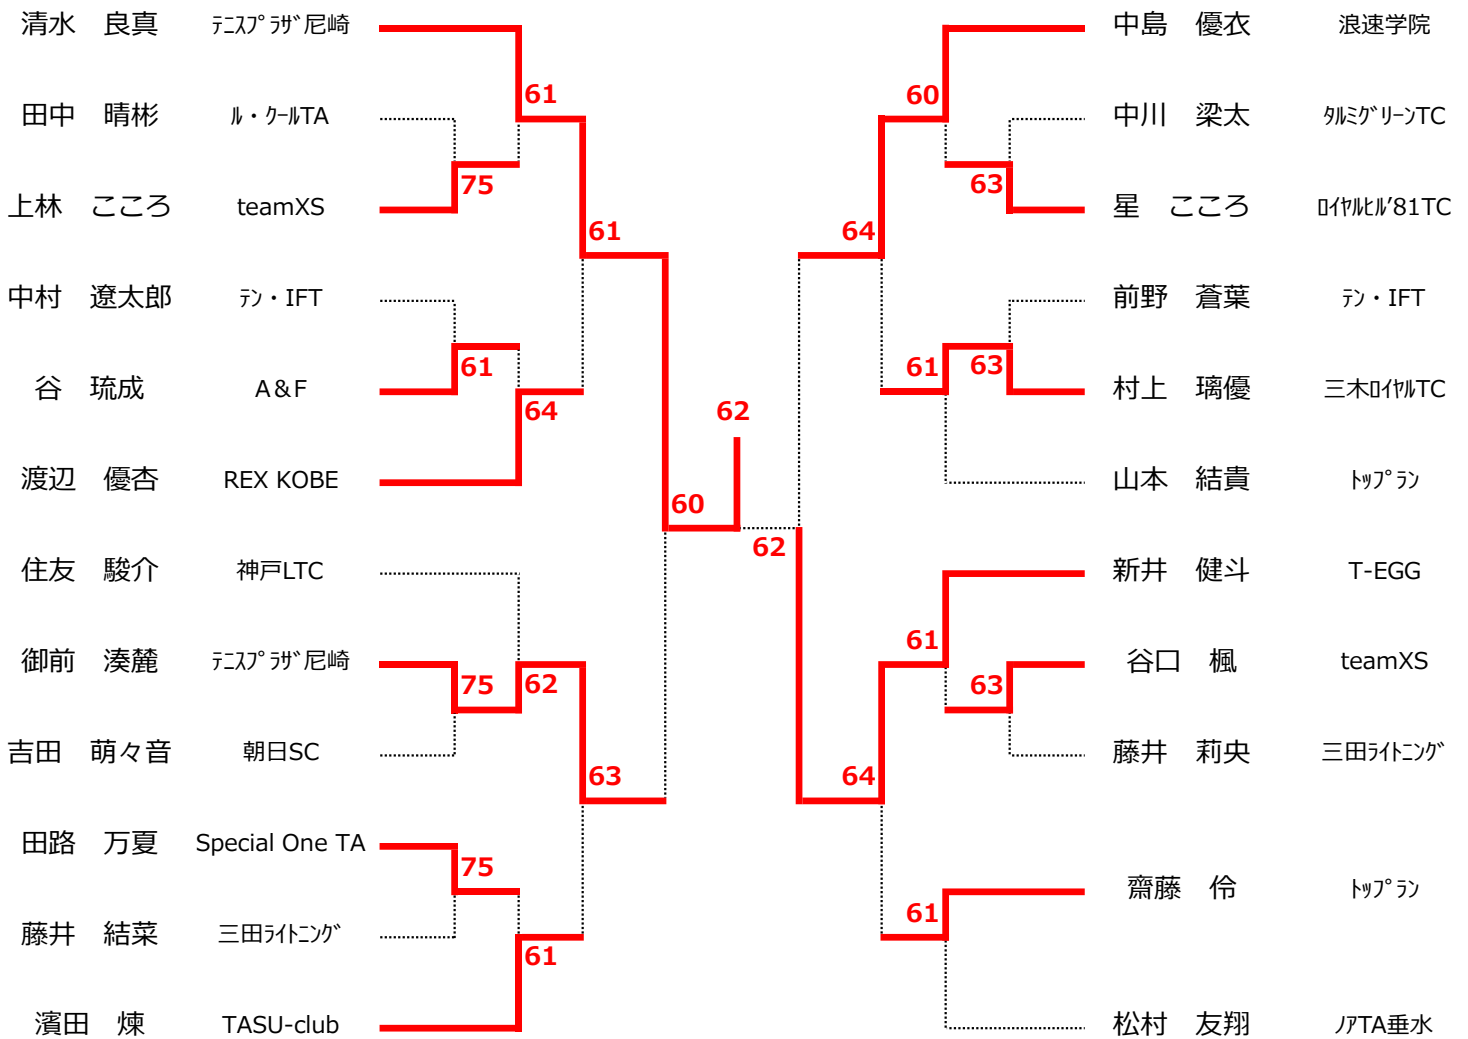 清水　良真　ﾃﾆｽﾌﾟﾗｻﾞ尼崎
61
田中　晴彬　ﾙ・ｸｰﾙTA
75
上林　こころ　teamXS
61
中村　遼太郎　ﾃﾝ・IFT
61
谷　琉成　A＆F
64
渡辺　優杏　REX KOBE
60
住友　駿介　神戸LTC
御前　湊麓　ﾃﾆｽﾌﾟﾗｻﾞ尼崎
75
62
吉田　萌々音　朝日SC
63
田路　万夏　Special One TA
75
藤井　結菜　三田ﾗｲﾄﾆﾝｸﾞ
61
濱田　煉　TASU-club
62
中島　優衣　浪速学院
60
中川　梁太　ﾀﾙﾐｸﾞﾘｰﾝTC
63
星　こころ　ﾛｲﾔﾙﾋﾙ'81TC
64
前野　蒼葉　ﾃﾝ・IFT
61
63
村上　璃優　三木ﾛｲﾔﾙTC
山本　結貴　ﾄｯﾌﾟﾗﾝ
62
新井　健斗　T-EGG
61
谷口　楓　teamXS
63
藤井　莉央　三田ﾗｲﾄﾆﾝｸﾞ
64
齋藤　伶　ﾄｯﾌﾟﾗﾝ
61
松村　友翔　ﾉｱTA垂水